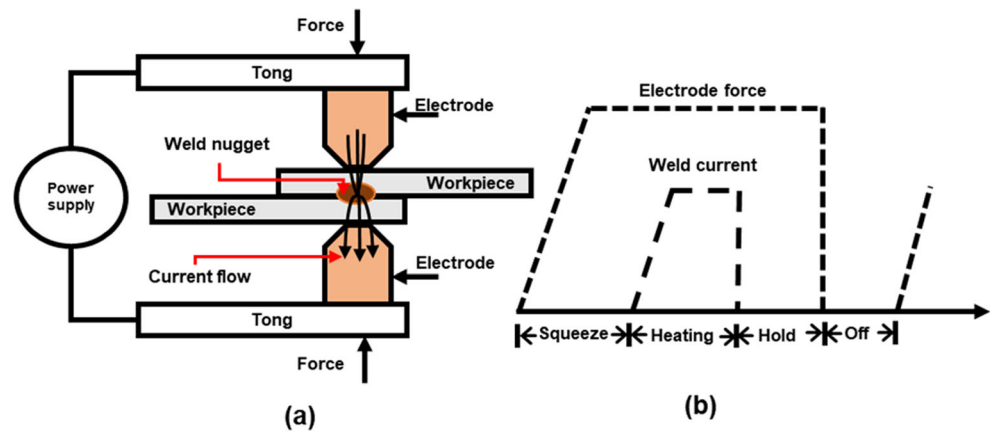 Force
Tong
Electrode
Weld nugget
Workpiece
Power
supply
Workpiece
Electrode
Current flow
Tong
Force
(a)
Electrode force
Weld current
Squeeze Heating Hold Off
(b)